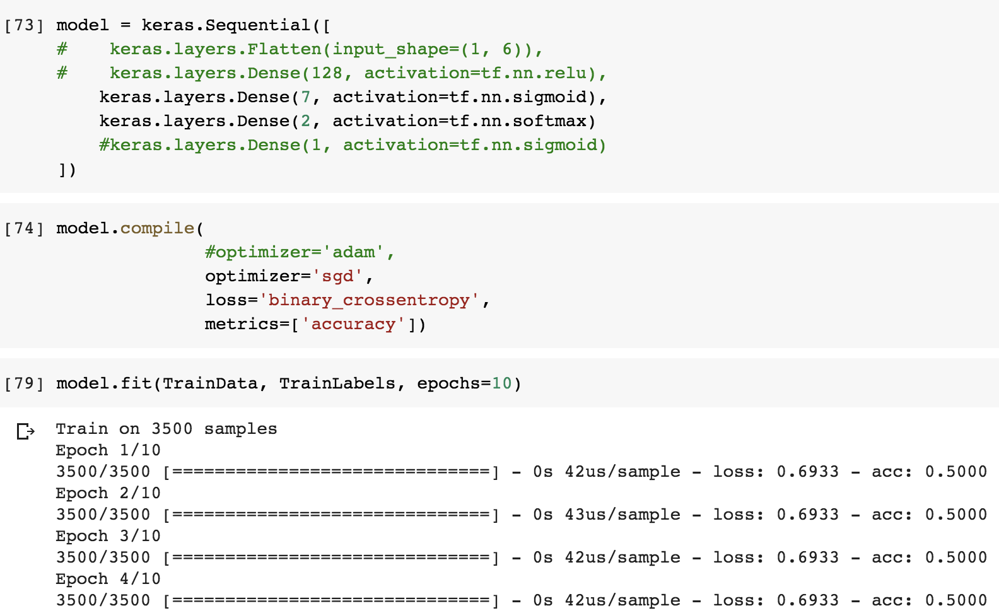 [73] model = keras.Sequential([
#    keras.layers.Flatten(input_shape=(1, 6)),
#    keras.layers.Dense(128, activation=tf.nn.relu),
    keras.layers.Dense(7, activation=tf.nn.sigmoid),
    keras.layers.Dense(2, activation=tf.nn.softmax)
    #keras.layers.Dense(1, activation=tf.nn.sigmoid)
])
[74] model.compile(
              #optimizer='adam',
              optimizer='sgd',
              loss='binary_crossentropy',
              metrics=['accuracy'])
[79] model.fit(TrainData, TrainLabels, epochs=10)
Train on 3500 samples
Epoch 1/10
3500/3500 [==============================] - 0s 42us/sample - loss: 0.6933 - acc: 0.5000
Epoch 2/10
3500/3500 [==============================] - 0s 43us/sample - loss: 0.6933 - acc: 0.5000
Epoch 3/10
3500/3500 [==============================] - 0s 42us/sample - loss: 0.6933 - acc: 0.5000
Epoch 4/10
3500/3500 [==============================] - 0s 42us/sample - loss: 0.6933 - acc: 0.5000